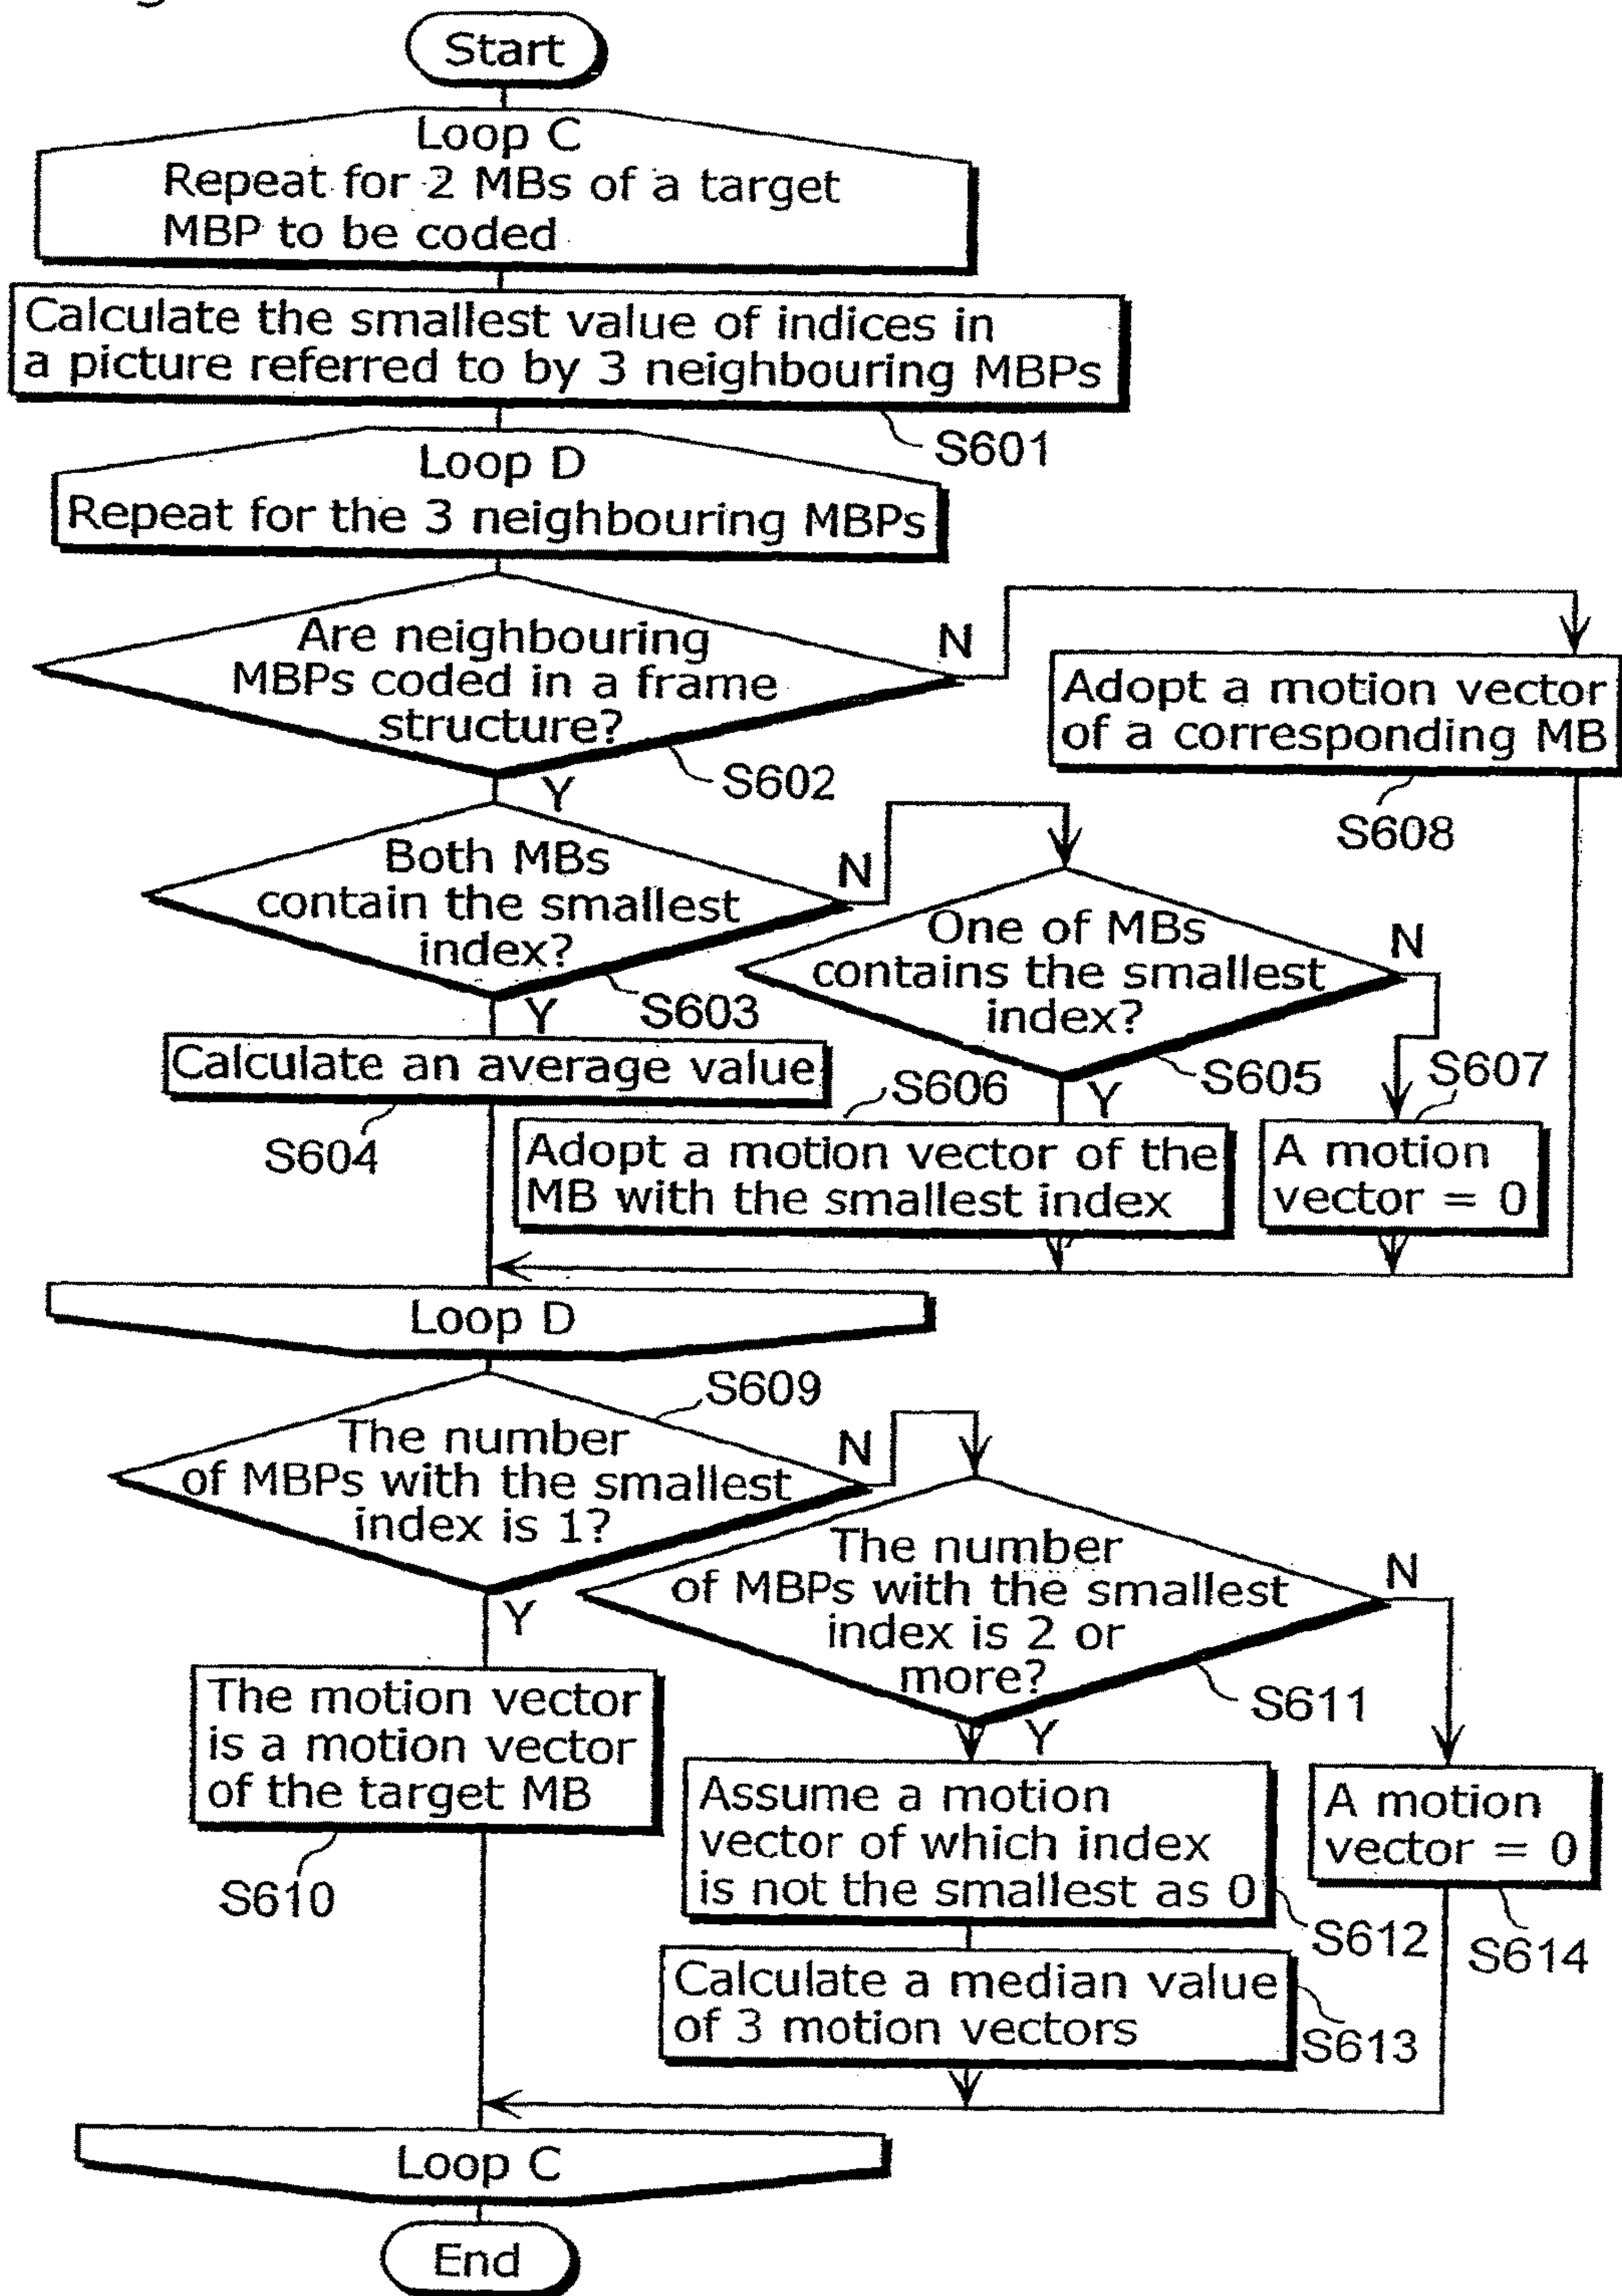 Start
Loop C
Repeat for 2 MBs of a target
MBP to be coded
Calculate the smallest value of indices in
a picture referred to by 3 neighbouring MBPs
S601
Loop D
Repeat for the 3 neighbouring MBPs
Are neighbouring
MBPs coded in a frame
structure?
N
Y
S602
Adopt a motion vector
of a corresponding MB
S608
Both MBs
contain the smallest
index?
N
Y
S603
One of MBs
contains the smallest
index?
N
Y
S605
Calculate an average value
S604
S606
Adopt a motion vector of the
MB with the smallest index
S607
A motion
vector = 0
Loop D
S609
The number
of MBPs with the smallest
index is 1?
N
Y
The number
of MBPs with the smallest
index is 2 or
more?
N
Y
S611
The motion vector
is a motion vector
of the target MB
S610
Assume a motion
vector of which index
is not the smallest as 0
S612
A motion
vector = 0
S614
Calculate a median value
of 3 motion vectors
S613
Loop C
End